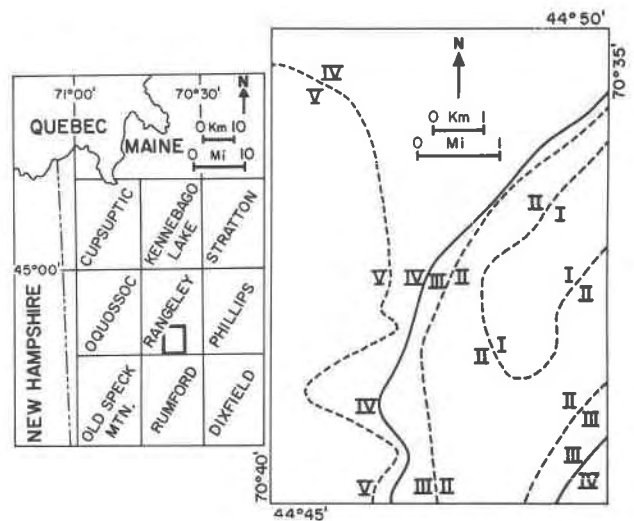 71°00'
70°30'
N
QUEBEC
MAINE
0 Km 10
0 10
Mi
CUPSUPTIC
KENNEBAGO LAKE
STRATTON
45°00'
OQUOSSOC
RANGELEY
PHILLIPS
NEW HAMPSHIRE
OLD SPECK MTN.
RUMFORD
DIXFIELD
44°50'
70°35'
N
0 Km 1
0 Mi 1
IV
V
II
I
V
IV
III
II
I
II
II
I
IV
II
III
III
IV
V
III
II
70°40'
44°45'